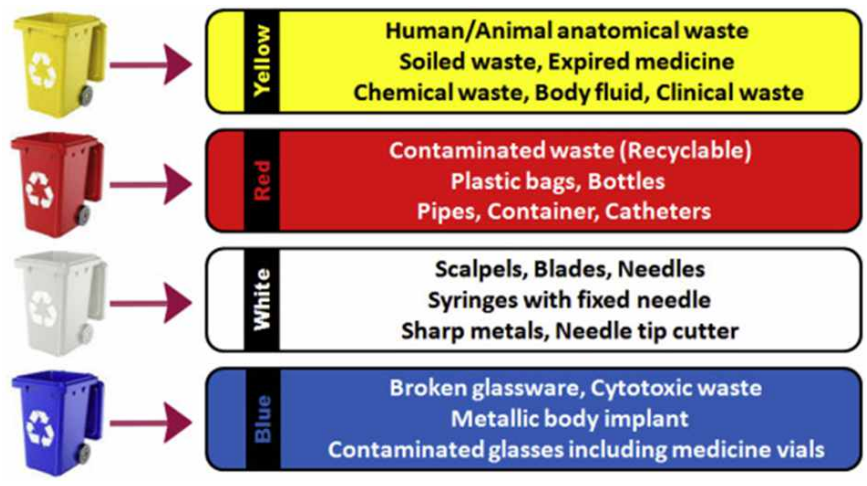 Yellow
Human/Animal anatomical waste
Soiled waste, Expired medicine
Chemical waste, Body fluid, Clinical waste
Red
Contaminated waste (Recyclable)
Plastic bags, Bottles
Pipes, Container, Catheters
White
Scalpels, Blades, Needles
Syringes with fixed needle
Sharp metals, Needle tip cutter
Blue
Broken glassware, Cytotoxic waste
Metallic body implant
Contaminated glasses including medicine vials